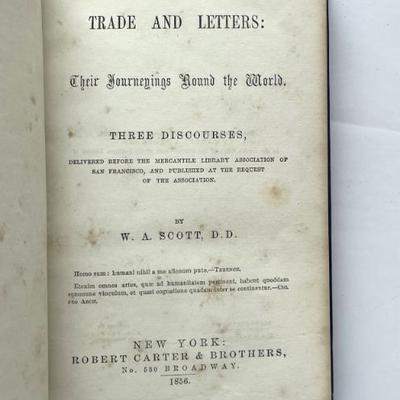 TRADE AND LETTERS:
Their Journeyings Round the World.
THREE DISCOURSES,
DELIVERED BEFORE THE MERCANTILE LIBRARY ASSOCIATION OF
SAN FRANCISCO, AND PUBLISHED AT THE REQUEST
OF THE ASSOCIATION.
BY
W. A. SCOTT, D.D.
Homo sum: humani nihil a me alienum puto.—TERENCE.
Etenim omnes artes, quæ ad humanitatem pertinent, habent quoddam
commune vinculum, et quasi cognatione quadam inter se continentur.—CIC.
PRO ARCH.
NEW YORK:
ROBERT CARTER & BROTHERS,
No. 530 BROADWAY.
1856.